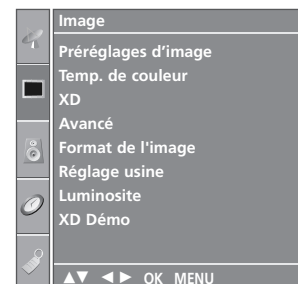 Image
Préréglages d'image
Temp. de couleur
XD
Avancé
Format de l'image
Réglage usine
Luminosite
XD Démo
▲▼ ◄► OK MENU